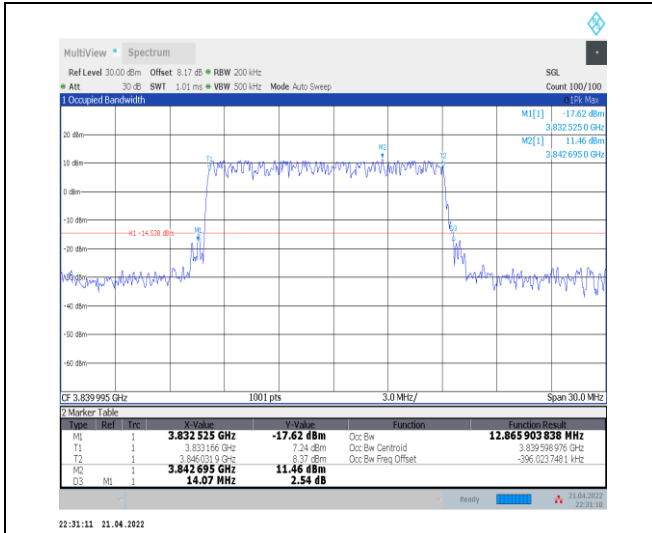 MultiView Spectrum
Ref Level 30.00 dBm Offset 8.17 dB RBW 200 kHz SGL
Att 30 dB SWT 1.01 ms VBW 500 kHz Mode Auto Sweep Count 100/100
1 Occupied Bandwidth 1Pk Max
M1[1] -17.62 dBm
3.832 525 0 GHz
M2[1] 11.46 dBm
3.842 695 0 GHz
20 dBm
M2
T1
T2
10 dBm
0 dBm
-10 dBm
H1 -14.538 dBm
M1
D3
-30 dBm
-40 dBm
-50 dBm
-60 dBm
CF 3.839 995 GHz 1001 pts 3.0 MHz/ Span 30.0 MHz
2 Marker Table
Type Ref Trc X-Value Y-Value Function Function Result
M1 1 3.832 525 GHz -17.62 dBm Occ Bw 12.865 903 838 MHz
T1 1 3.833 166 GHz 7.24 dBm Occ Bw Centroid 3.839 598 976 GHz
T2 1 3.846 031 9 GHz 8.37 dBm Occ Bw Freq Offset -396.023 748 1 kHz
M2 1 3.842 695 GHz 11.46 dBm
D3 M1 1 14.07 MHz 2.54 dB
Ready 21.04.2022
22:31:10
22:31:11 21.04.2022